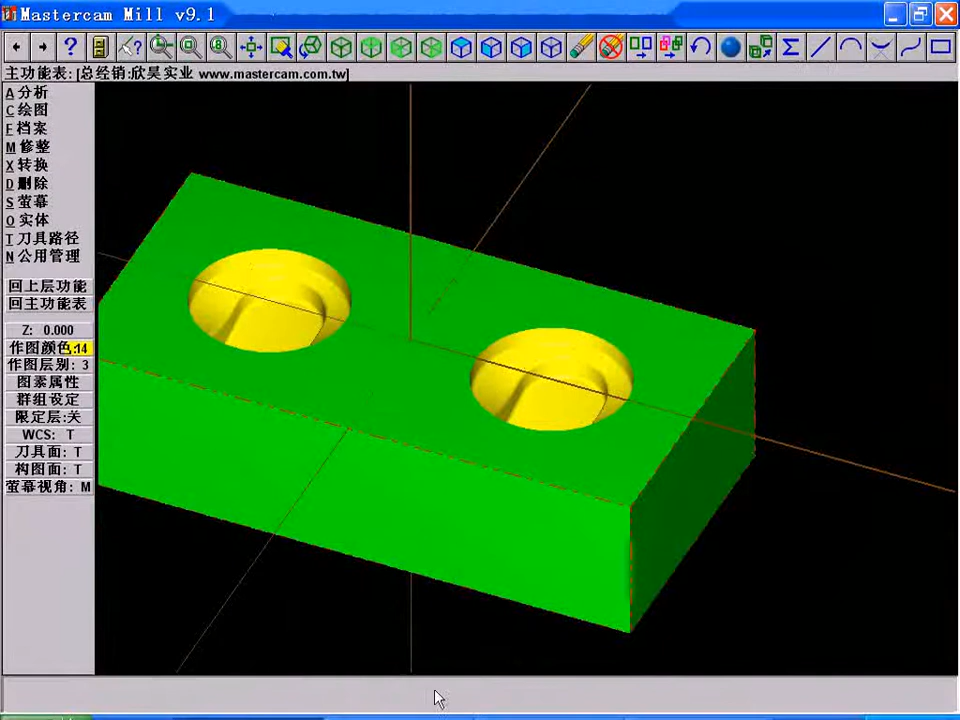 Mastercam Mill v9.1
主功能表:[总经销:欣昊实业 www.mastercam.com.tw]
A 分析
C 绘图
F 档案
M 修整
X 转换
D 删除
S 萤幕
O 实体
T 刀具路径
N 公用管理
回上层功能
回主功能表
Z: 0.000
作图颜色:14
作图层别: 3
图素属性
群组设定
限定层:关
WCS: T
刀具面: T
构图面: T
萤幕视角: M